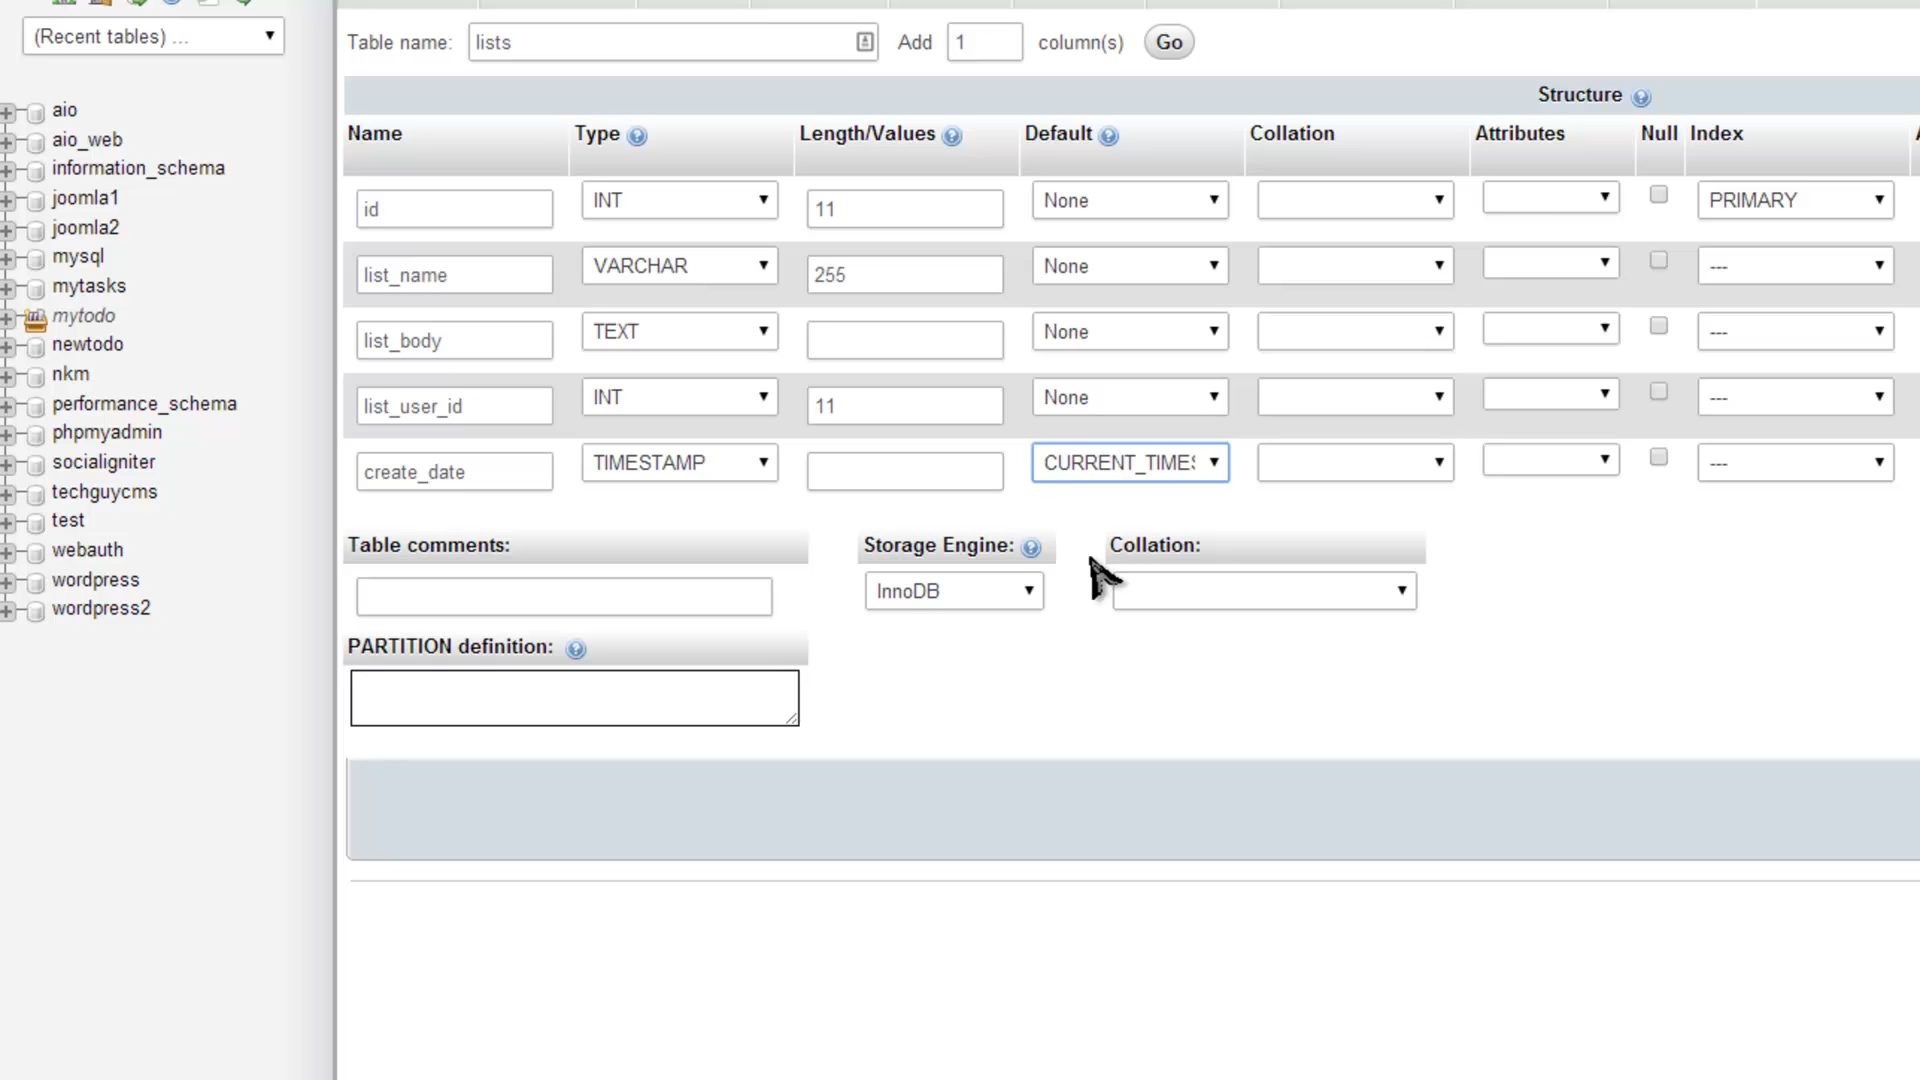 (Recent tables) ...
aio
aio_web
information_schema
joomla1
joomla2
mysql
mytasks
mytodo
newtodo
nkm
performance_schema
phpmyadmin
socialigniter
techguycms
test
webauth
wordpress
wordpress2
Table name: lists Add 1 column(s) Go
Structure
Name Type Length/Values Default Collation Attributes Null Index
id INT 11 None PRIMARY
list_name VARCHAR 255 None ---
list_body TEXT None ---
list_user_id INT 11 None ---
create_date TIMESTAMP CURRENT_TIMES ---
Table comments: Storage Engine: Collation:
InnoDB
PARTITION definition: